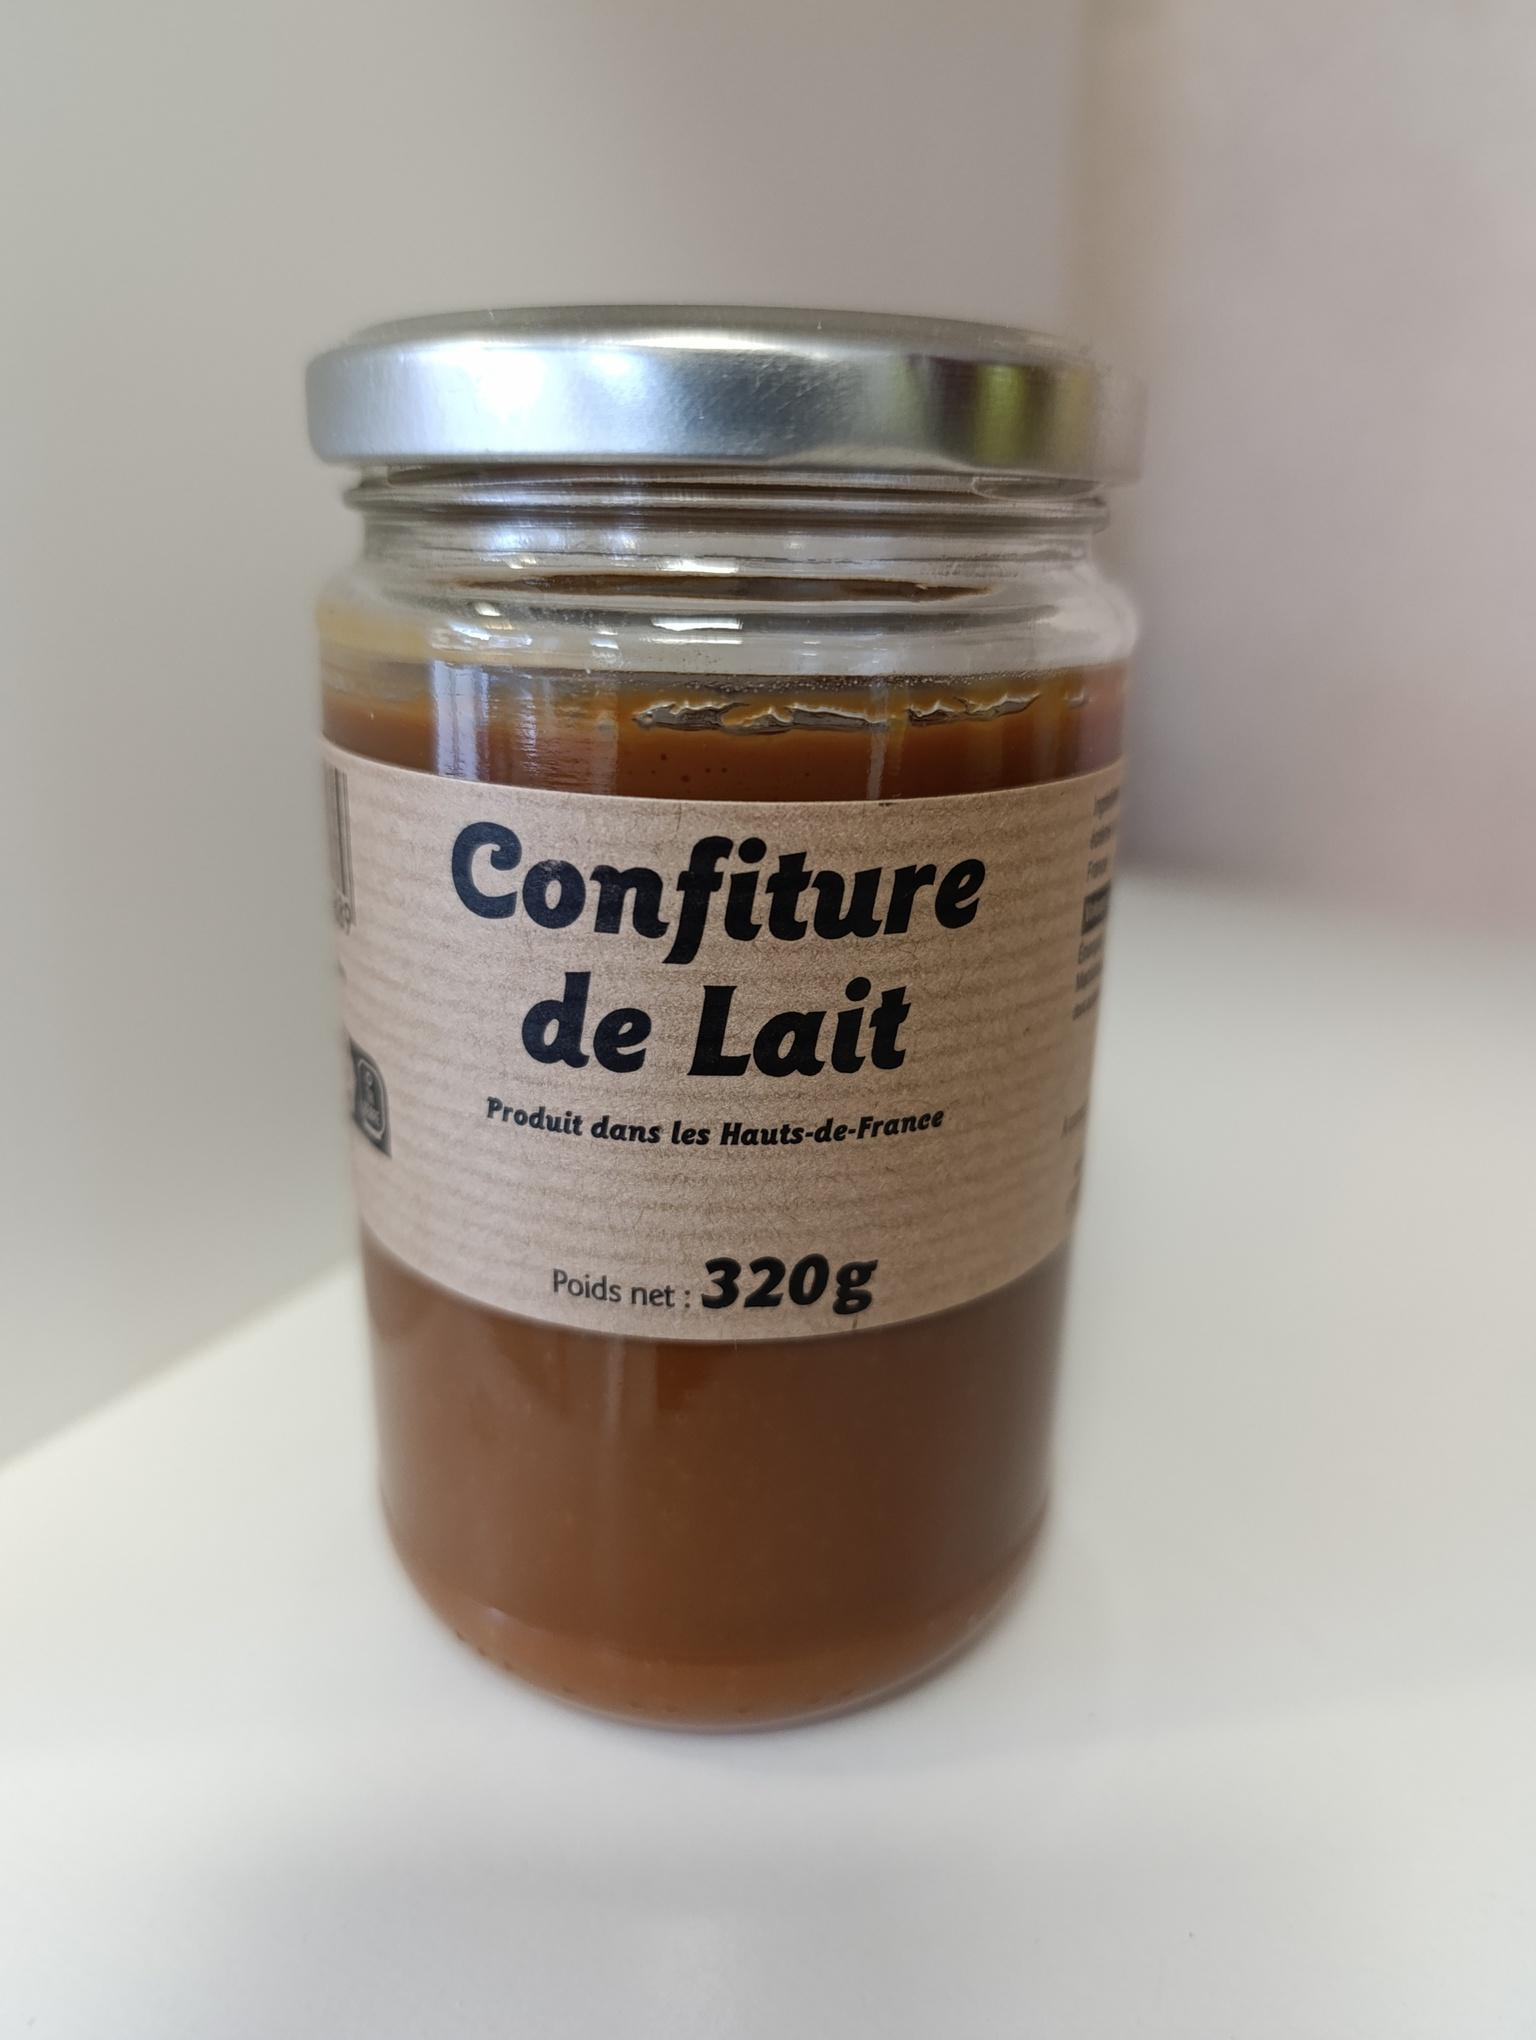 Confiture
de Lait
Produit dans les Hauts-de-France
Poids net : 320g